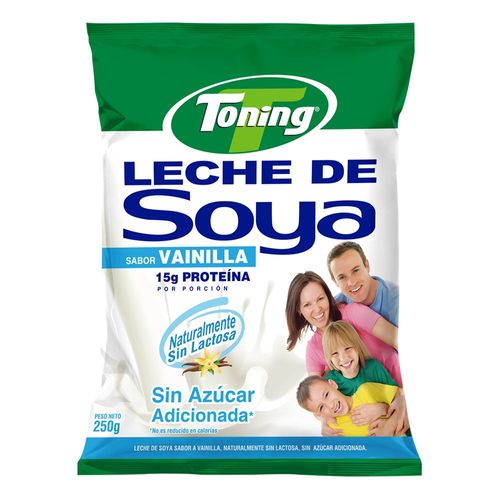 Toning®
LECHE DE
Soya
SABOR VAINILLA
15g PROTEÍNA
POR PORCIÓN
Naturalmente
Sin Lactosa
Sin Azúcar
Adicionada*
*No es reducido en calorías
PESO NETO
250g
LECHE DE SOYA SABOR A VAINILLA, NATURALMENTE SIN LACTOSA, SIN AZÚCAR ADICIONADA.